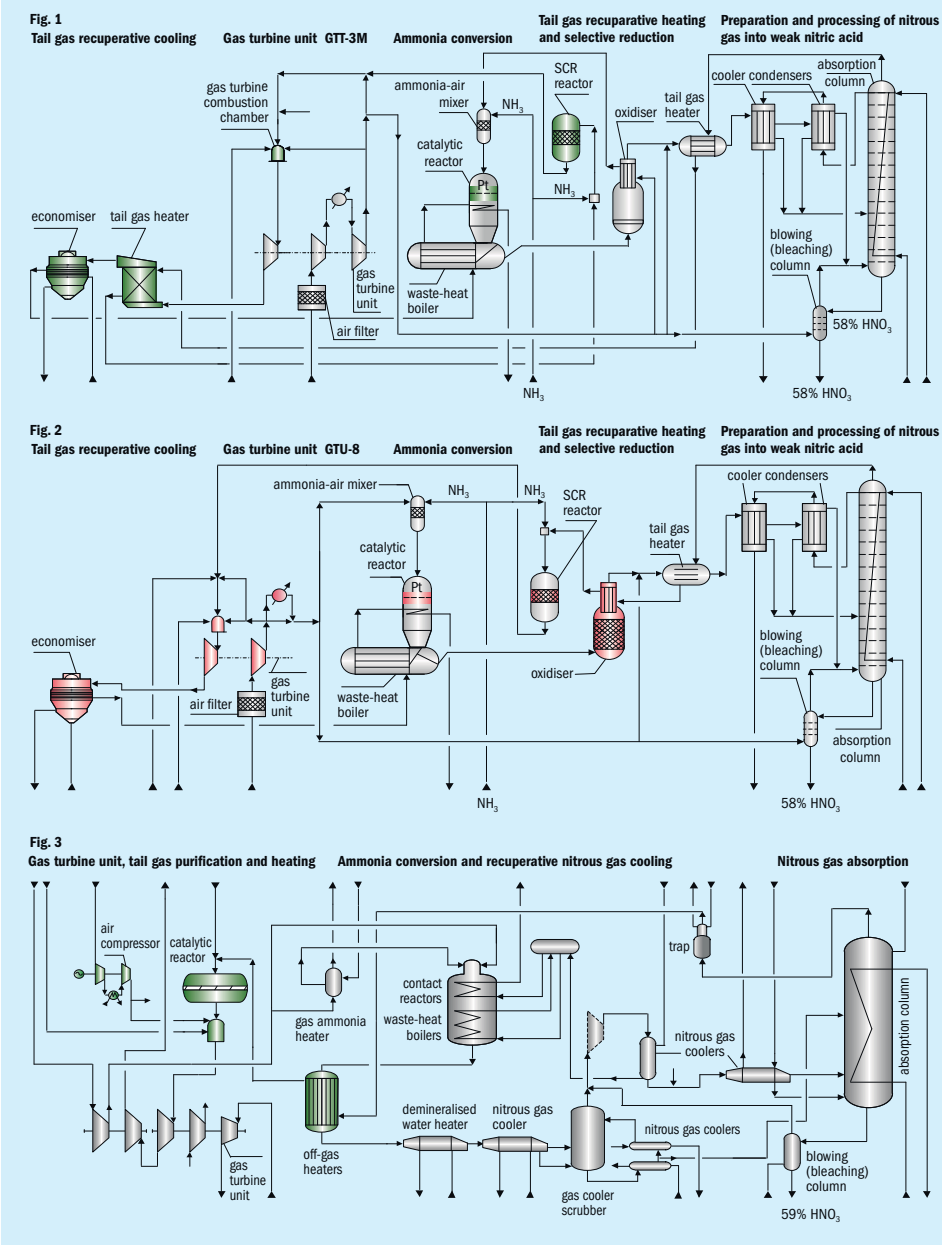 Fig. 1
Tail gas recuperative cooling
Gas turbine unit GTT-3M
Ammonia conversion
Tail gas recuparative heating
and selective reduction
Preparation and processing of nitrous
gas into weak nitric acid
gas turbine
combustion
chamber
ammonia-air
mixer
NH3
SCR
reactor
oxidiser
tail gas
heater
cooler condensers
absorption
column
catalytic
reactor
Pt
NH3
economiser
tail gas heater
gas
turbine
unit
air filter
waste-heat
boiler
blowing
(bleaching)
column
58% HNO3
NH3
58% HNO3
Fig. 2
Tail gas recuperative cooling
Gas turbine unit GTU-8
Ammonia conversion
Tail gas recuparative heating
and selective reduction
Preparation and processing of nitrous
gas into weak nitric acid
ammonia-air mixer
NH3
NH3
SCR
reactor
tail gas
heater
cooler condensers
catalytic
reactor
Pt
economiser
air filter
gas
turbine
unit
waste-heat
boiler
oxidiser
blowing
(bleaching)
column
absorption
column
NH3
58% HNO3
Fig. 3
Gas turbine unit, tail gas purification and heating
Ammonia conversion and recuperative nitrous gas cooling
Nitrous gas absorption
air
compressor
catalytic
reactor
gas ammonia
heater
contact
reactors
waste-heat
boilers
trap
nitrous gas
coolers
absorption column
gas
turbine
unit
off-gas
heaters
demineralised
water heater
nitrous gas
cooler
gas cooler
scrubber
nitrous gas coolers
blowing
(bleaching)
column
59% HNO3